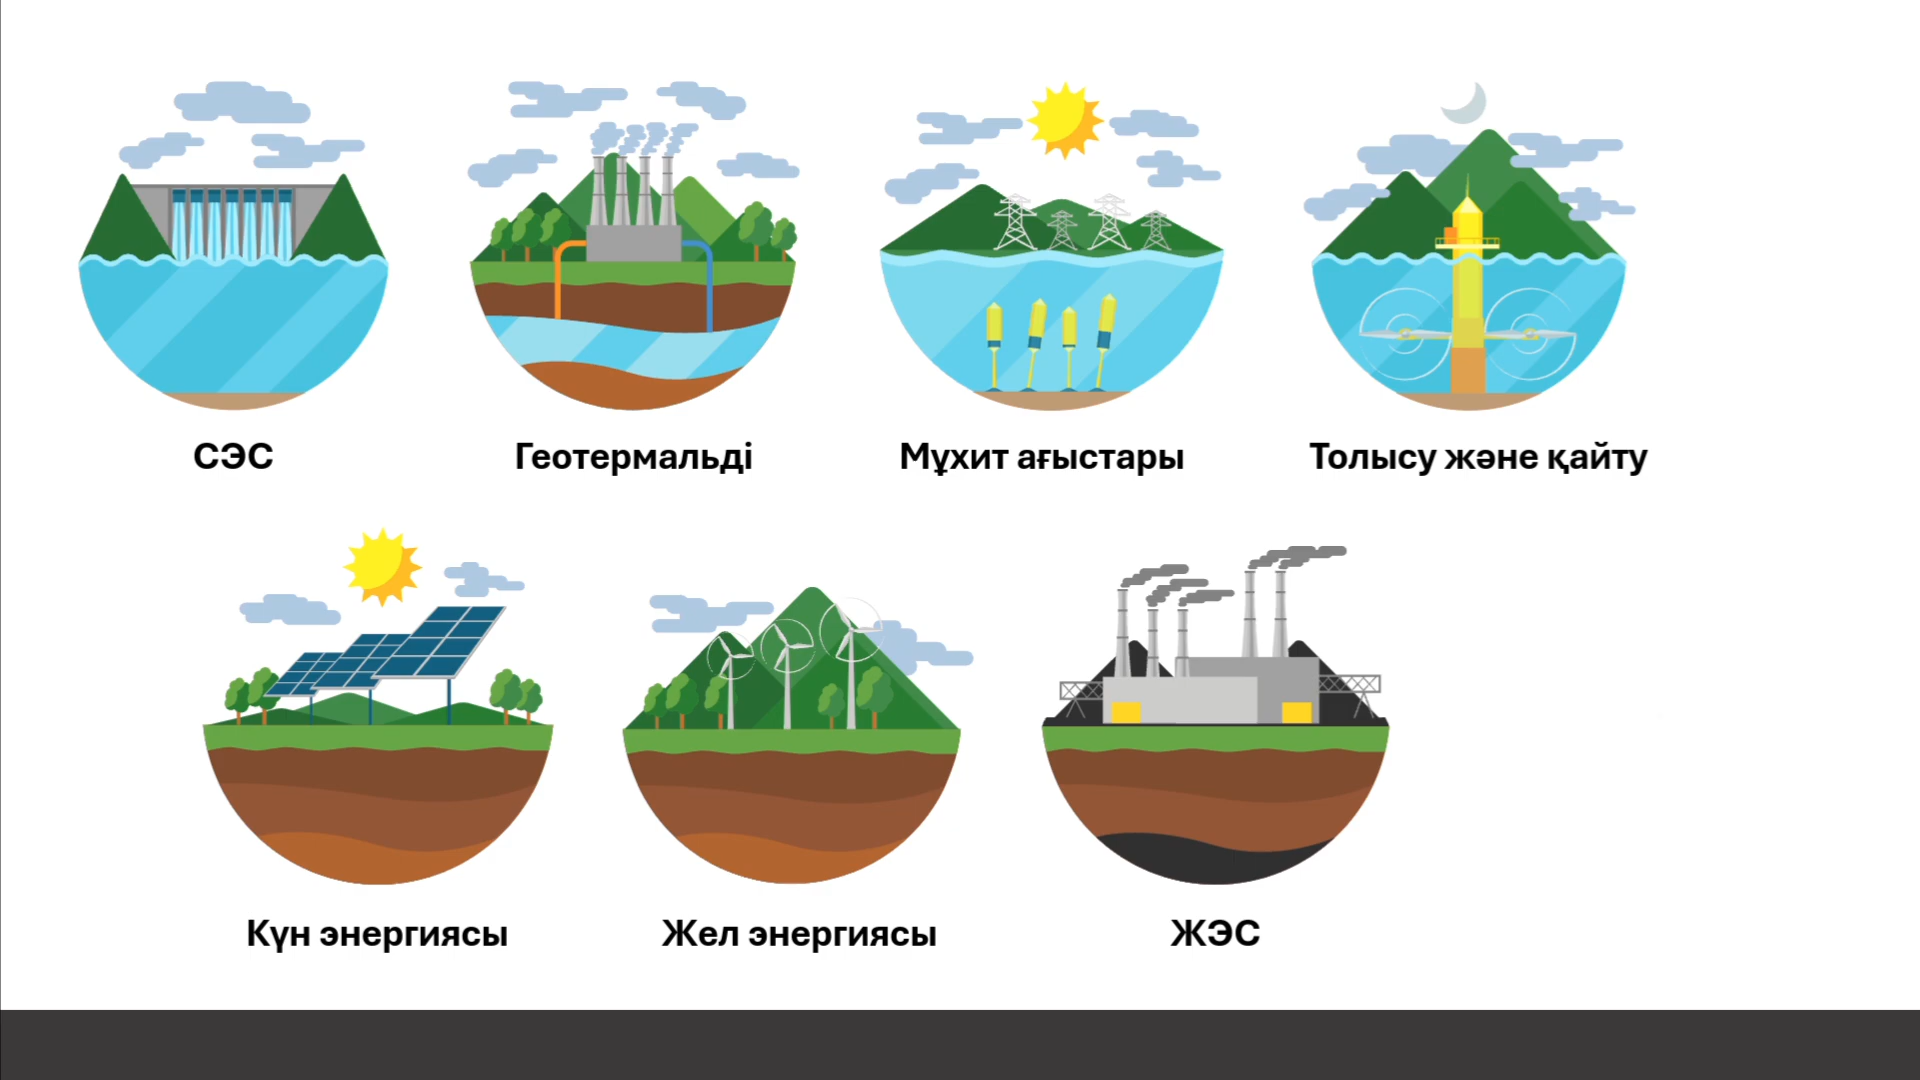 СЭС
Геотермальді
Мұхит ағыстары
Толысу және қайту
Күн энергиясы
Жел энергиясы
ЖЭС